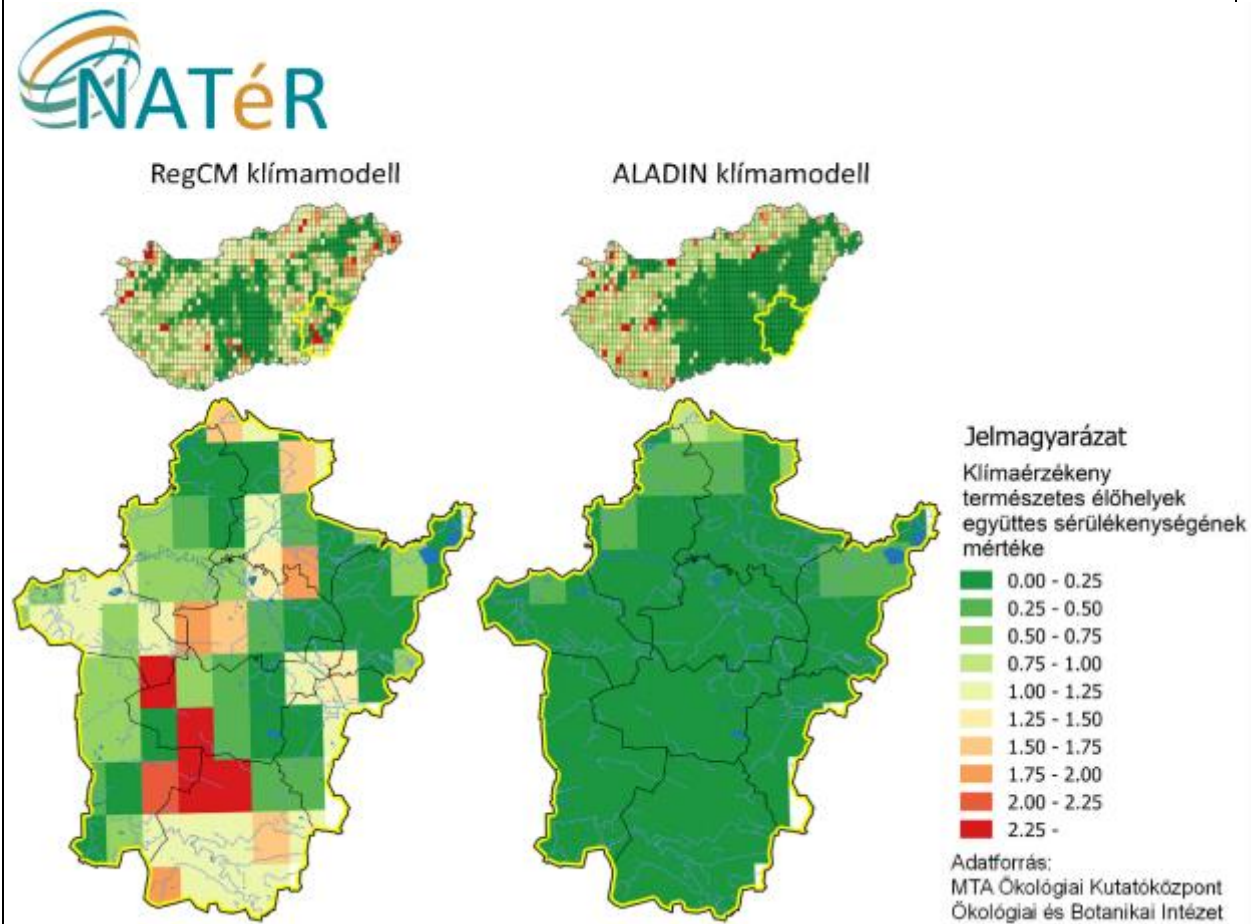 NATéR
RegCM klímamodell
ALADIN klímamodell
Jelmagyarázat
Klímaérzékeny
természetes élőhelyek
együttes sérülékenységének
mértéke
0.00 - 0.25
0.25 - 0.50
0.50 - 0.75
0.75 - 1.00
1.00 - 1.25
1.25 - 1.50
1.50 - 1.75
1.75 - 2.00
2.00 - 2.25
2.25 -
Adatforrás:
MTA Ökológiai Kutatóközpont
Ökológiai és Botanikai Intézet